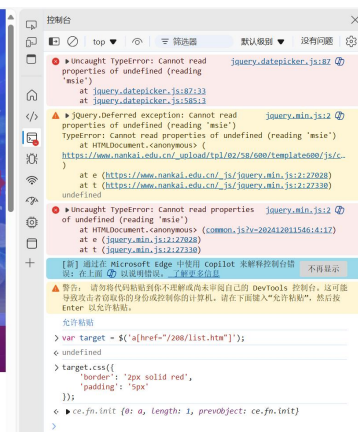 控制台
top ▼
筛选器
默认级别 ▼
没有问题
▶Uncaught TypeError: Cannot read jquery.datepicker.js:87
properties of undefined (reading
'msie')
at jquery.datepicker.js:87:33
at jquery.datepicker.js:585:3
▶jQuery.Deferred exception: Cannot read jquery.min.js:2
properties of undefined (reading 'msie')
TypeError: Cannot read properties of undefined (reading 'msie')
at HTMLDocument.<anonymous> (
https://www.nankai.edu.cn/_upload/tpl/02/58/600/template600/js/c…
)
at e (https://www.nankai.edu.cn/_js/jquery.min.js:2:27028)
at t (https://www.nankai.edu.cn/_js/jquery.min.js:2:27330)
undefined
▶Uncaught TypeError: Cannot read properties jquery.min.js:2
of undefined (reading 'msie')
at HTMLDocument.<anonymous> (common.js?v=202412011546:4:17)
at e (jquery.min.js:2:27028)
at t (jquery.min.js:2:27330)
[新] 通过在 Microsoft Edge 中使用 Copilot 来解释控制台错
误: 在上面 以说明错误。 了解更多信息
不再显示
警告: 请勿将代码粘贴到你不理解或尚未审阅自己的 DevTools 控制台。这可能
导致攻击者窃取你的身份或控制你的计算机。请在下面键入“允许粘贴”，然后按
Enter 以允许粘贴。
允许粘贴
> var target = $('a[href="/208/list.htm"]');
< undefined
> target.css({
'border': '2px solid red',
'padding': '5px'
});
< ▶ce.fn.init {0: a, length: 1, prevObject: ce.fn.init}
>